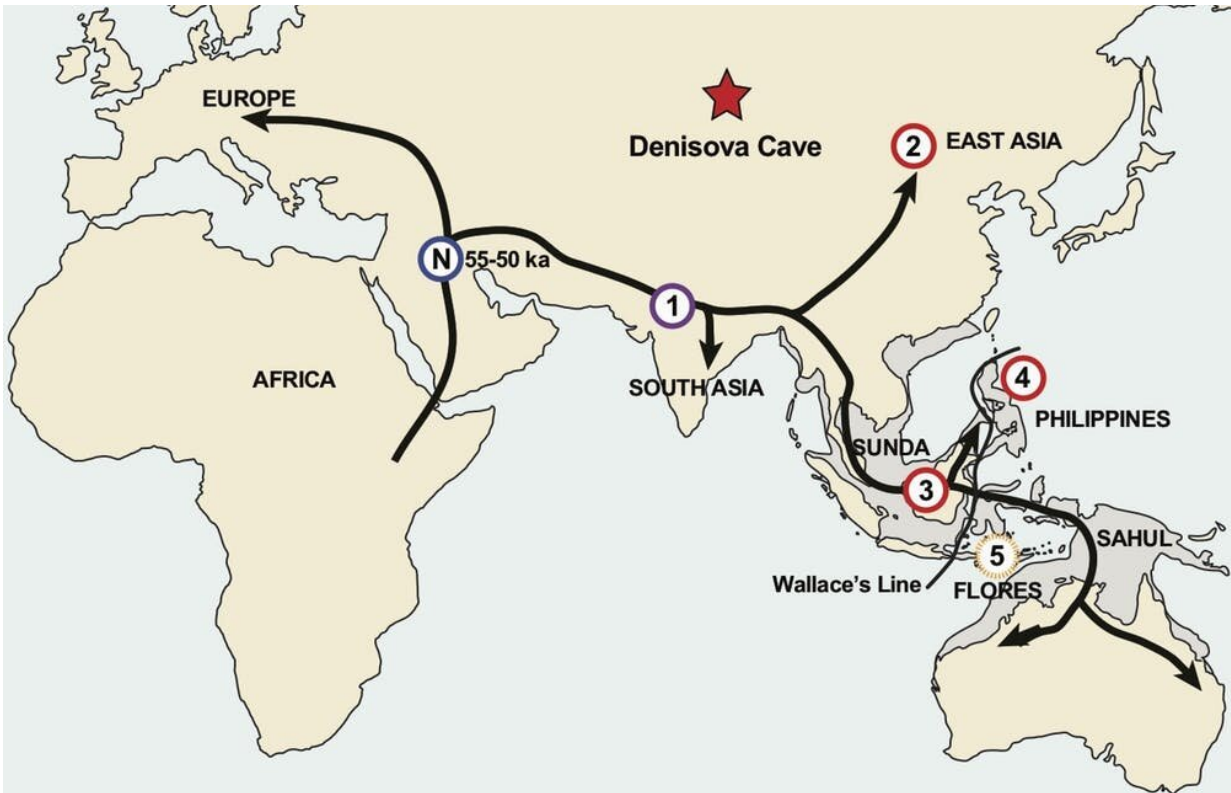 EUROPE
Denisova Cave
2
EAST ASIA
N
55-50 ka
1
AFRICA
SOUTH ASIA
4
PHILIPPINES
SUNDA
3
SAHUL
5
Wallace's Line
FLORES